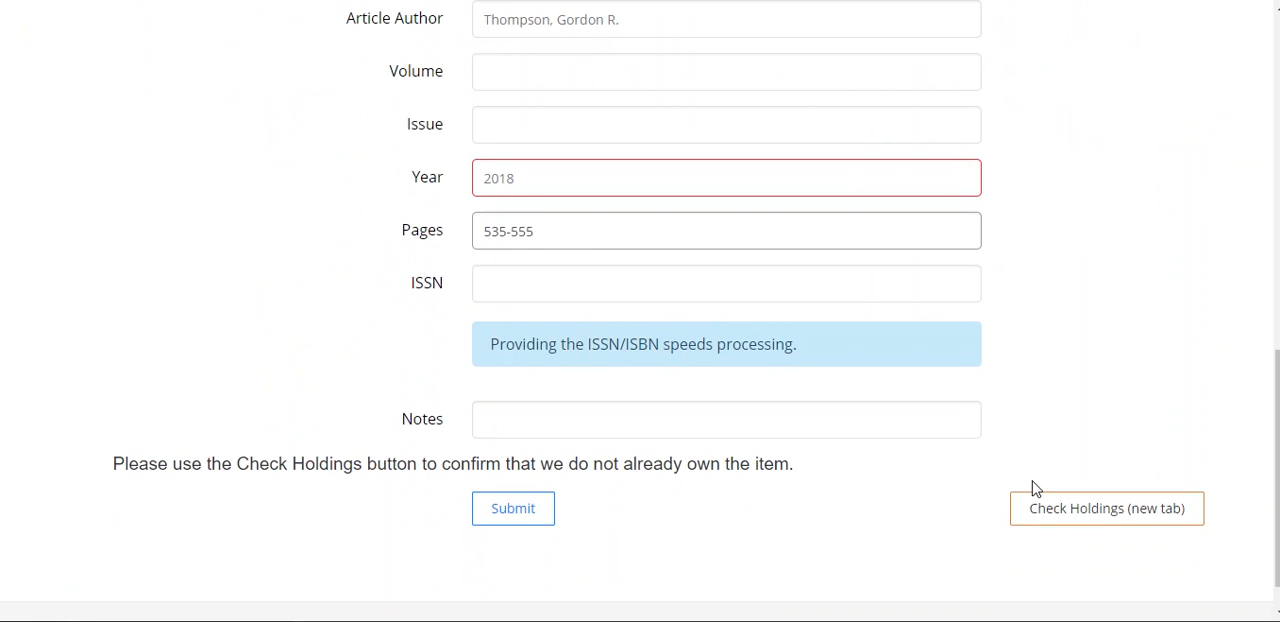 Article Author Thompson, Gordon R.
Volume
Issue
Year 2018
Pages 535-555
ISSN
Providing the ISSN/ISBN speeds processing.
Notes
Please use the Check Holdings button to confirm that we do not already own the item.
Submit Check Holdings (new tab)